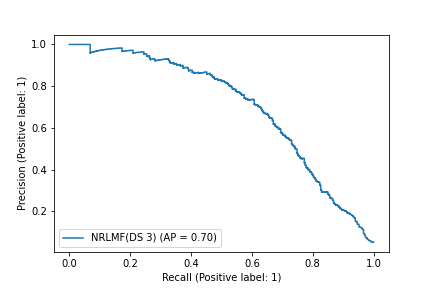 1.0
0.8
0.6
0.4
0.2
Precision (Positive label: 1)
NRLMF(DS 3) (AP = 0.70)
0.0 0.2 0.4 0.6 0.8 1.0
Recall (Positive label: 1)